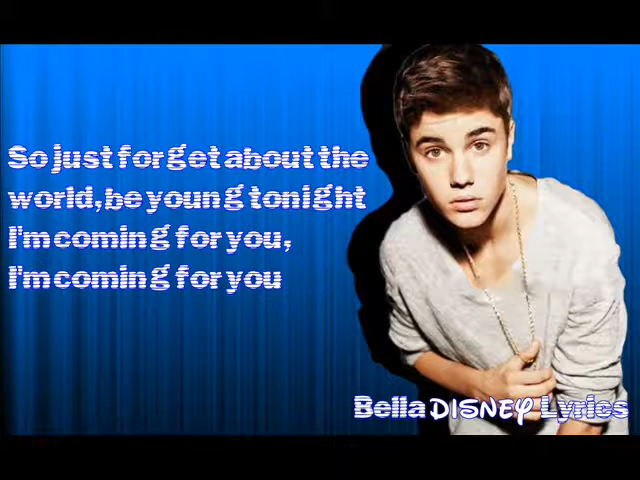 So just forget about the
world,be young tonight
I'm coming for you,
I'm coming for you
Bella DISNEY Lyrics